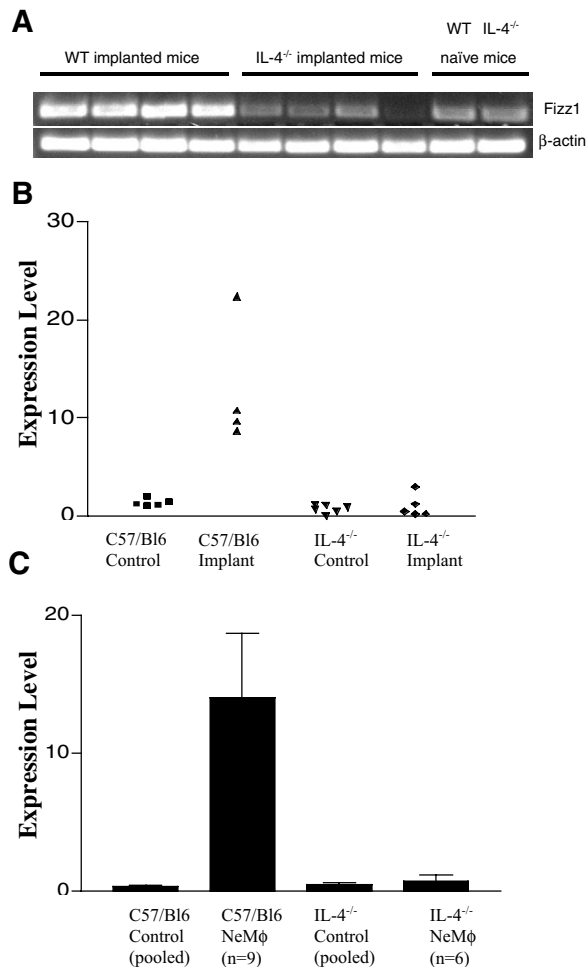 A
WT IL-4-/-
WT implanted mice IL-4-/- implanted mice naïve mice
Fizz1
β-actin
B
30
20
10
0
Expression Level
C57/Bl6 Control
C57/Bl6 Implant
IL-4-/- Control
IL-4-/- Implant
C
20
10
0
Expression Level
C57/Bl6 Control (pooled)
C57/Bl6 NeMϕ (n=9)
IL-4-/- Control (pooled)
IL-4-/- NeMϕ (n=6)